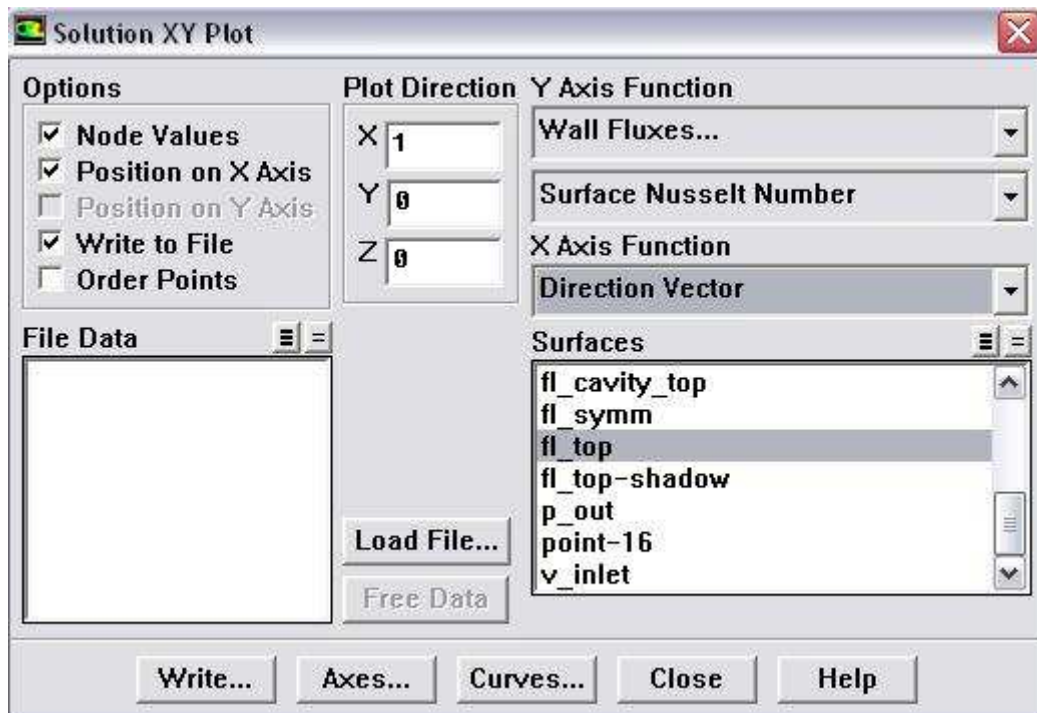 Solution XY Plot
Options
Node Values
Position on X Axis
Position on Y Axis
Write to File
Order Points
Plot Direction
X 1
Y 0
Z 0
Y Axis Function
Wall Fluxes...
Surface Nusselt Number
X Axis Function
Direction Vector
File Data
Load File...
Free Data
Surfaces
fl_cavity_top
fl_symm
fl_top
fl_top-shadow
p_out
point-16
v_inlet
Write...
Axes...
Curves...
Close
Help